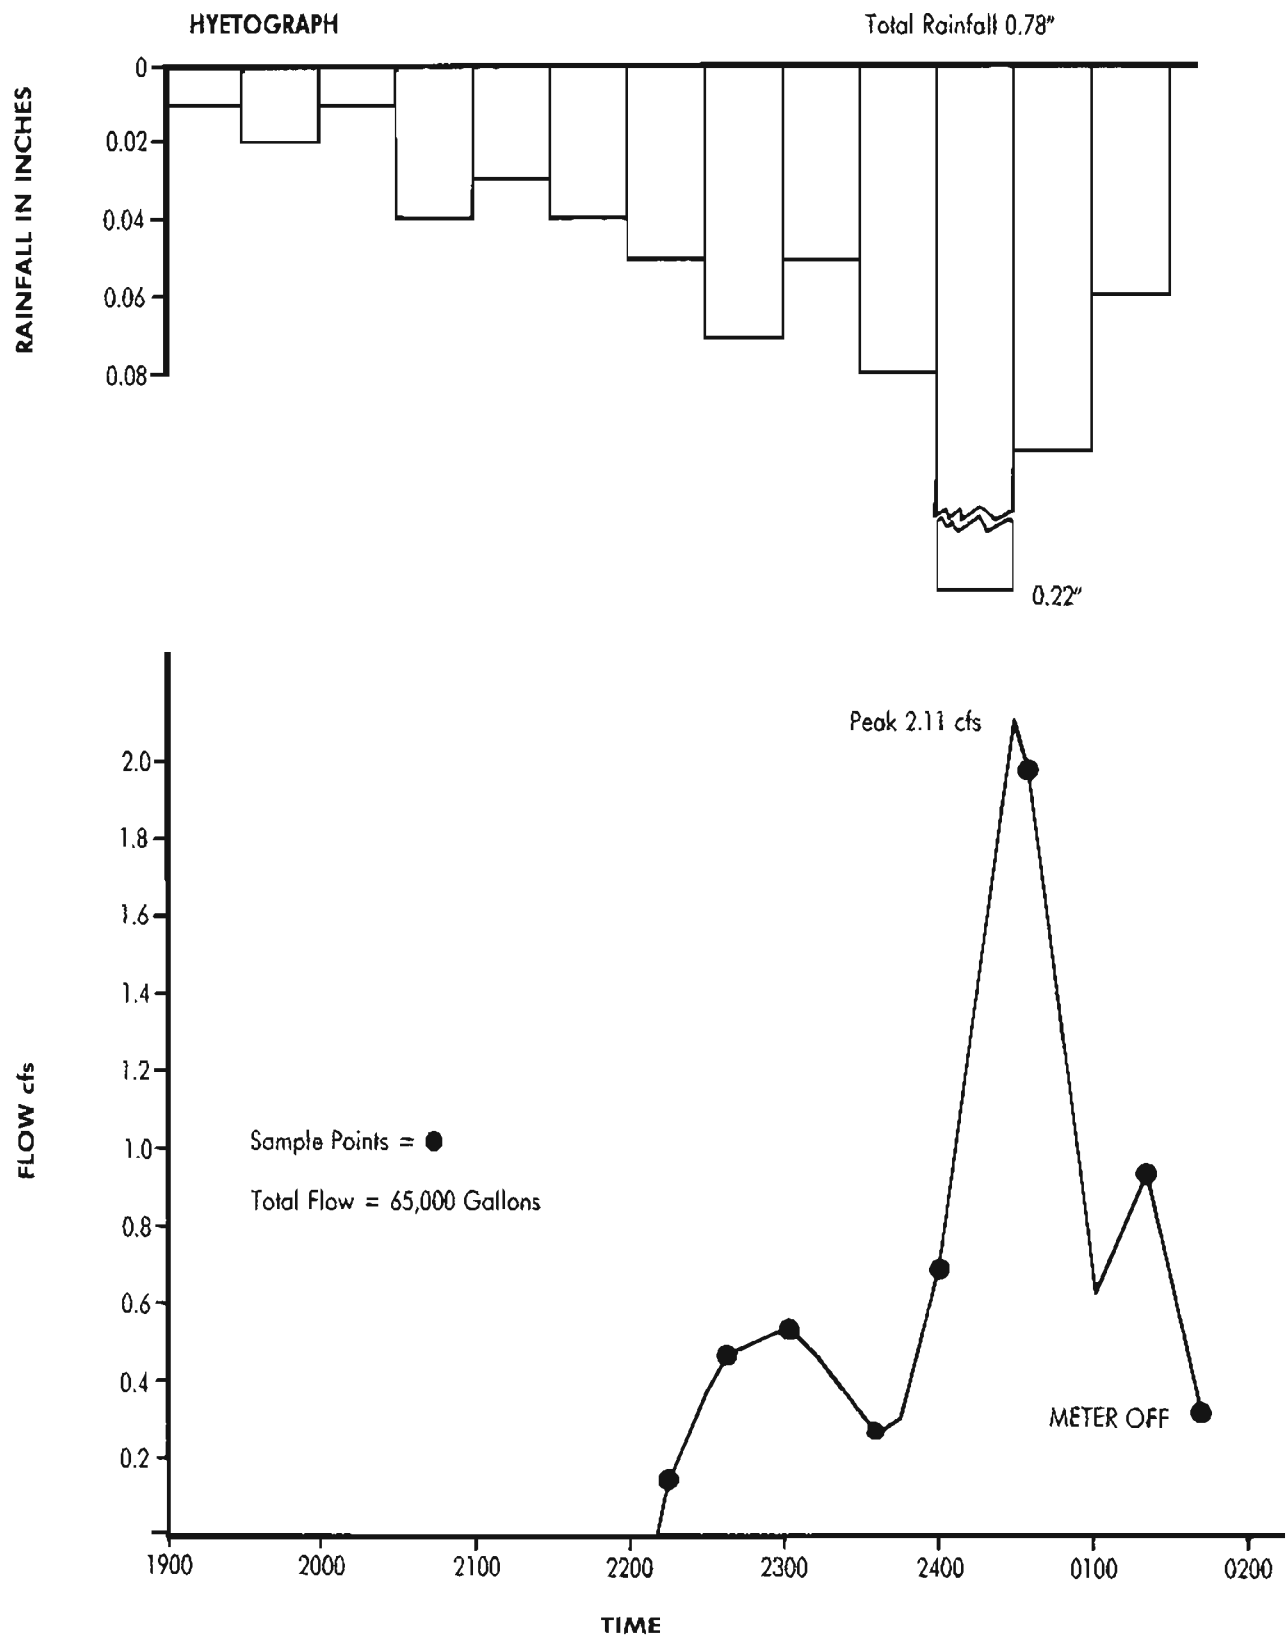 HYETOGRAPH
Total Rainfall 0.78"
RAINFALL IN INCHES
0
0.02
0.04
0.06
0.08
0.22"
Peak 2.11 cfs
FLOW cfs
2.0
1.8
1.6
1.4
1.2
1.0
0.8
0.6
0.4
0.2
Sample Points =
Total Flow = 65,000 Gallons
METER OFF
1900 2000 2100 2200 2300 2400 0100 0200
TIME